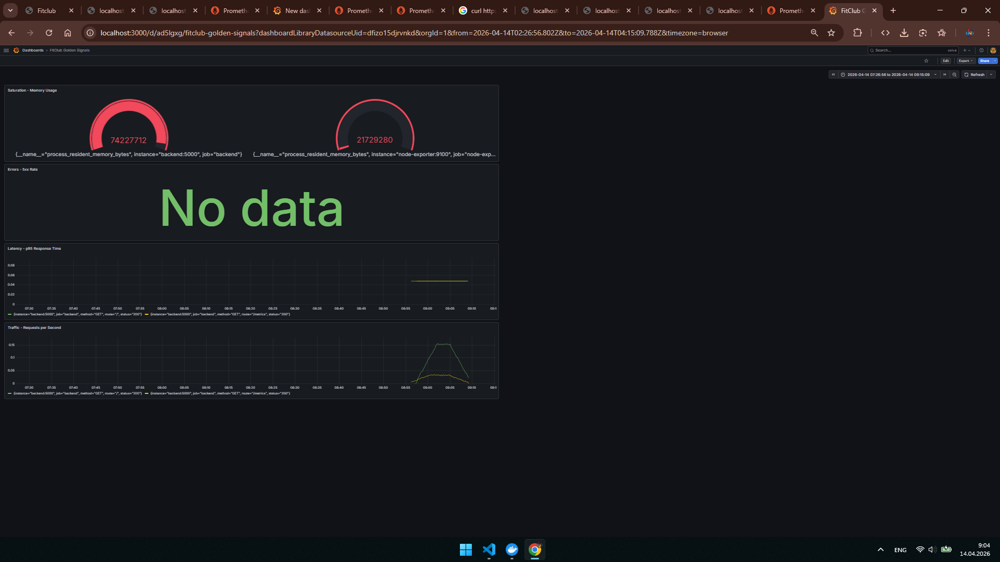 Fitclub
localhost
localhost
Prometh
New das
Prometh
Prometh
curl http:
localhost
localhost
localhost
localhost
Prometh
FitClub G
localhost:3000/d/ad5lgxg/fitclub-golden-signals?dashboardLibraryDatasourceUid=dfizo15djrvnkd&orgId=1&from=2026-04-14T02:26:56.802Z&to=2026-04-14T04:15:09.788Z&timezone=browser
Dashboards › FitClub Golden Signals
Search...
ctrl+k
Edit
Export
Share
2026-04-14 07:26:56 to 2026-04-14 09:15:09
Refresh
Saturation - Memory Usage
74227712
21729280
{__name__="process_resident_memory_bytes", instance="backend:5000", job="backend"}
{__name__="process_resident_memory_bytes", instance="node-exporter:9100", job="node-exp...
Errors - 5xx Rate
No data
Latency - p95 Response Time
0.08
0.06
0.04
0.02
0
07:30 07:35 07:40 07:45 07:50 07:55 08:00 08:05 08:10 08:15 08:20 08:25 08:30 08:35 08:40 08:45 08:50 08:55 09:00 09:05 09:10 09:1
{instance="backend:5000", job="backend", method="GET", route="/", status="200"} {instance="backend:5000", job="backend", method="GET", route="/metrics", status="200"}
Traffic - Requests per Second
0.15
0.1
0.05
0
07:30 07:35 07:40 07:45 07:50 07:55 08:00 08:05 08:10 08:15 08:20 08:25 08:30 08:35 08:40 08:45 08:50 08:55 09:00 09:05 09:10 09:1
{instance="backend:5000", job="backend", method="GET", route="/", status="200"} {instance="backend:5000", job="backend", method="GET", route="/metrics", status="200"}
ENG
9:04
14.04.2026